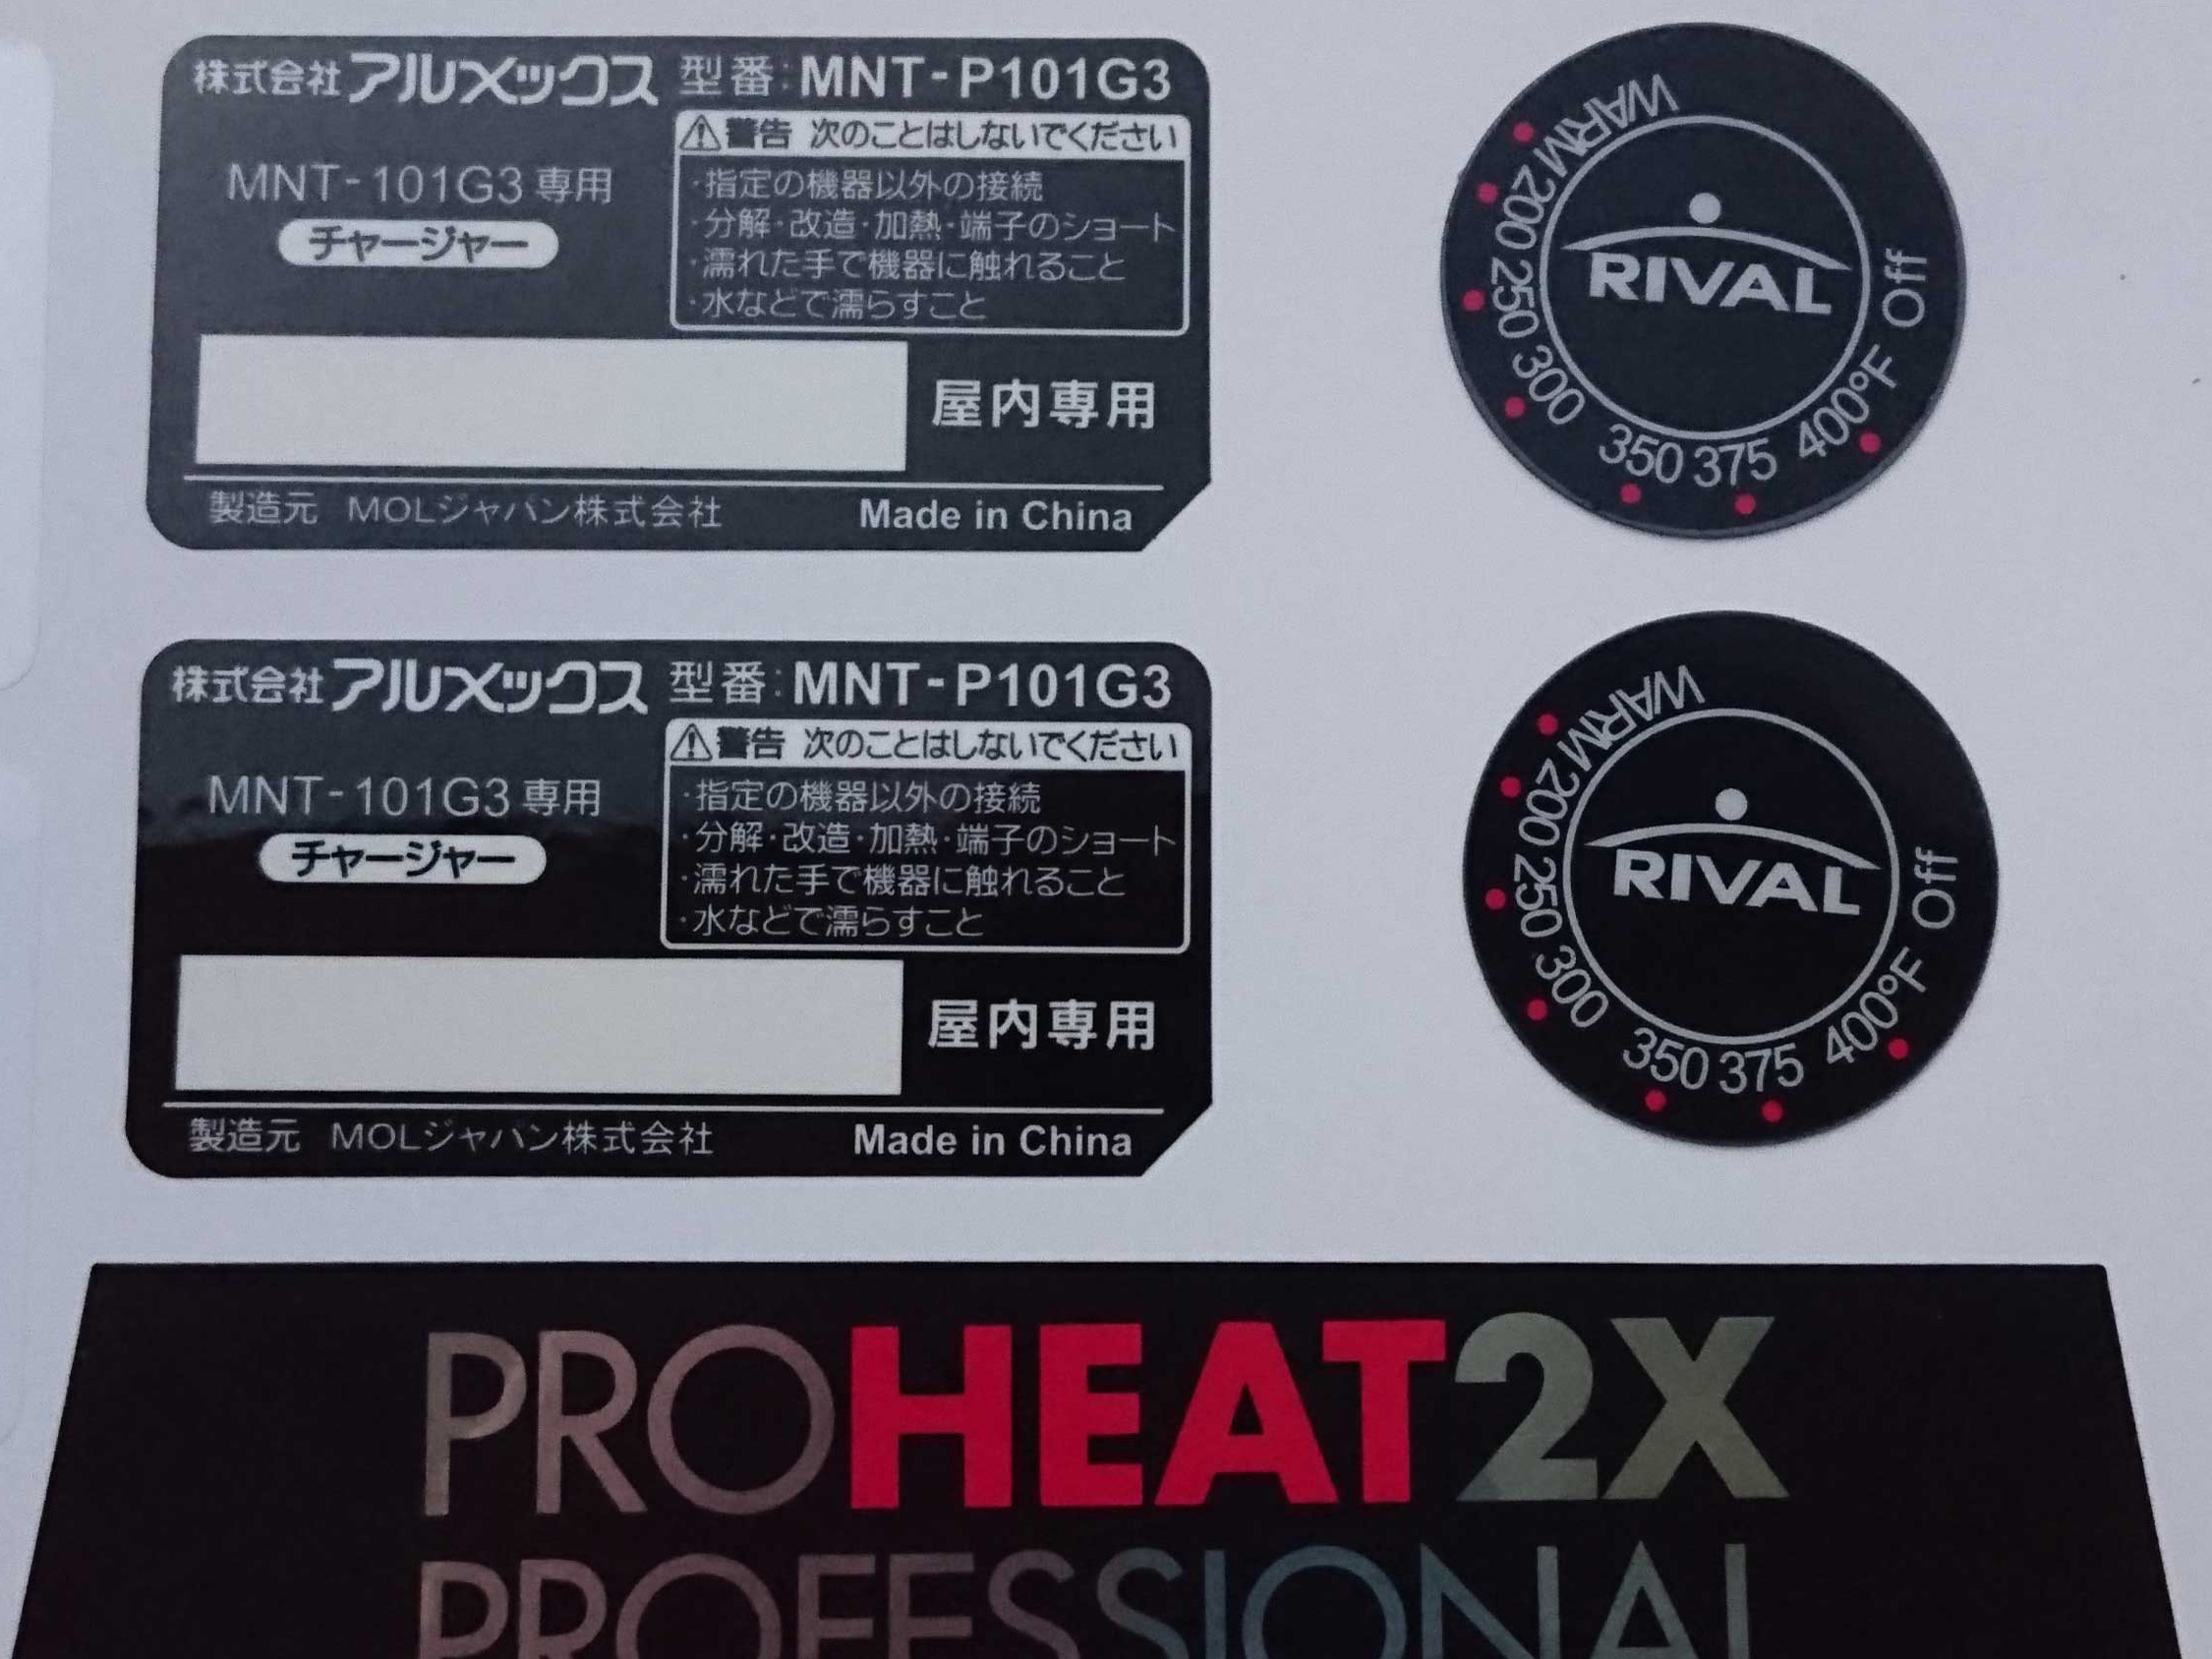 株式会社アルメックス 型番:MNT-P101G3
MNT-101G3専用
チャージャー
⚠警告 次のことはしないでください
・指定の機器以外の接続
・分解・改造・加熱・端子のショート
・濡れた手で機器に触れること
・水などで濡らすこと
屋内専用
製造元 MOLジャパン株式会社 Made in China
WARM 200 250 300 350 375 400°F Off
RIVAL
株式会社アルメックス 型番:MNT-P101G3
MNT-101G3専用
チャージャー
⚠警告 次のことはしないでください
・指定の機器以外の接続
・分解・改造・加熱・端子のショート
・濡れた手で機器に触れること
・水などで濡らすこと
屋内専用
製造元 MOLジャパン株式会社 Made in China
WARM 200 250 300 350 375 400°F Off
RIVAL
PROHEAT2X
PROFESSIONAL